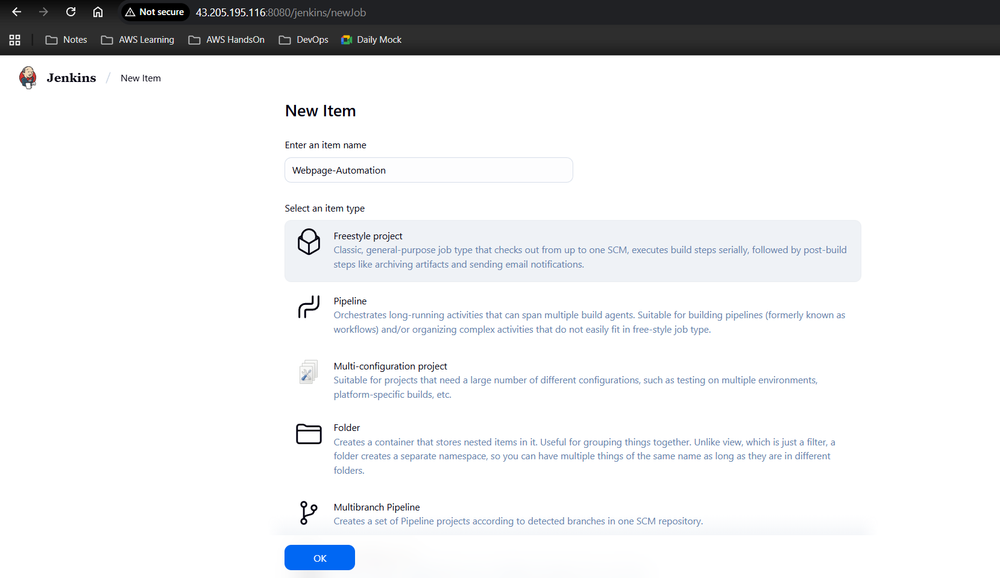 Not secure 43.205.195.116:8080/jenkins/newJob
Notes AWS Learning AWS HandsOn DevOps Daily Mock
Jenkins / New Item
New Item
Enter an item name
Webpage-Automation
Select an item type
Freestyle project
Classic, general-purpose job type that checks out from up to one SCM, executes build steps serially, followed by post-build
steps like archiving artifacts and sending email notifications.
Pipeline
Orchestrates long-running activities that can span multiple build agents. Suitable for building pipelines (formerly known as
workflows) and/or organizing complex activities that do not easily fit in free-style job type.
Multi-configuration project
Suitable for projects that need a large number of different configurations, such as testing on multiple environments,
platform-specific builds, etc.
Folder
Creates a container that stores nested items in it. Useful for grouping things together. Unlike view, which is just a filter, a
folder creates a separate namespace, so you can have multiple things of the same name as long as they are in different
folders.
Multibranch Pipeline
Creates a set of Pipeline projects according to detected branches in one SCM repository.
OK